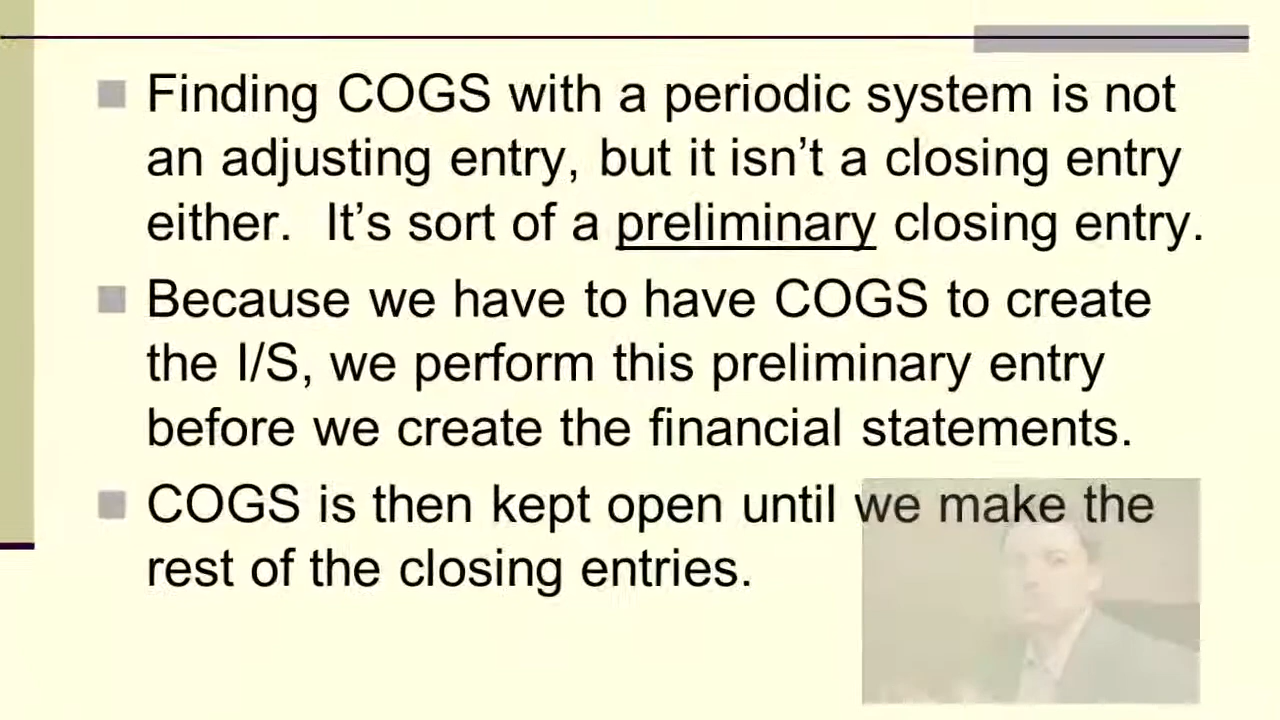 Finding COGS with a periodic system is not
an adjusting entry, but it isn’t a closing entry
either.  It’s sort of a preliminary closing entry.
Because we have to have COGS to create
the I/S, we perform this preliminary entry
before we create the financial statements.
COGS is then kept open until we make the
rest of the closing entries.